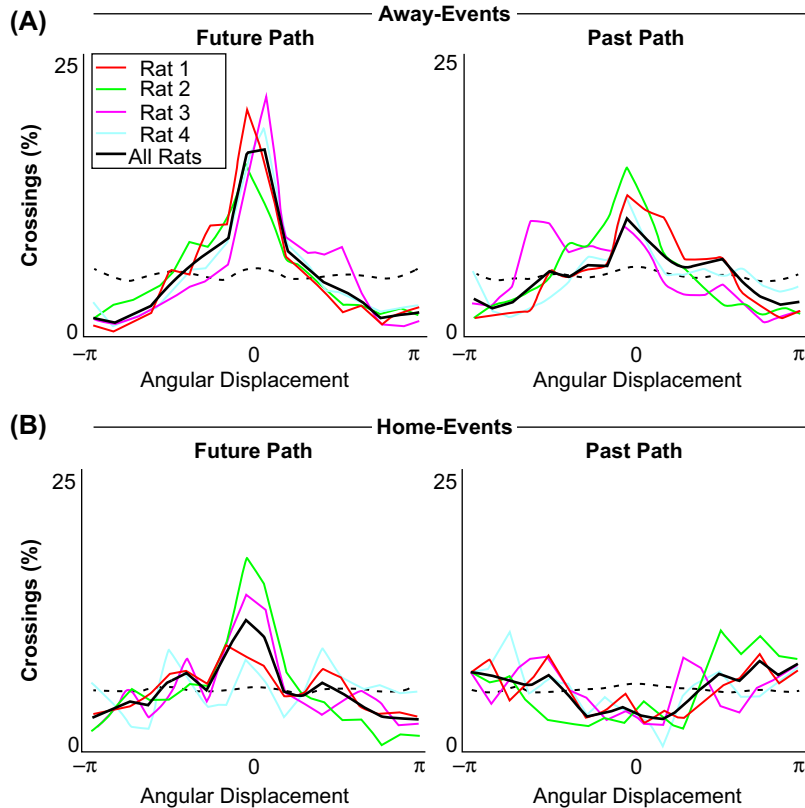 (A)
Away-Events
Future Path
Past Path
25
Rat 1
Rat 2
Rat 3
Rat 4
All Rats
Crossings (%)
0
−π
0
π
Angular Displacement
25
0
−π
0
π
Angular Displacement
(B)
Home-Events
Future Path
Past Path
25
Crossings (%)
0
−π
0
π
Angular Displacement
25
0
−π
0
π
Angular Displacement